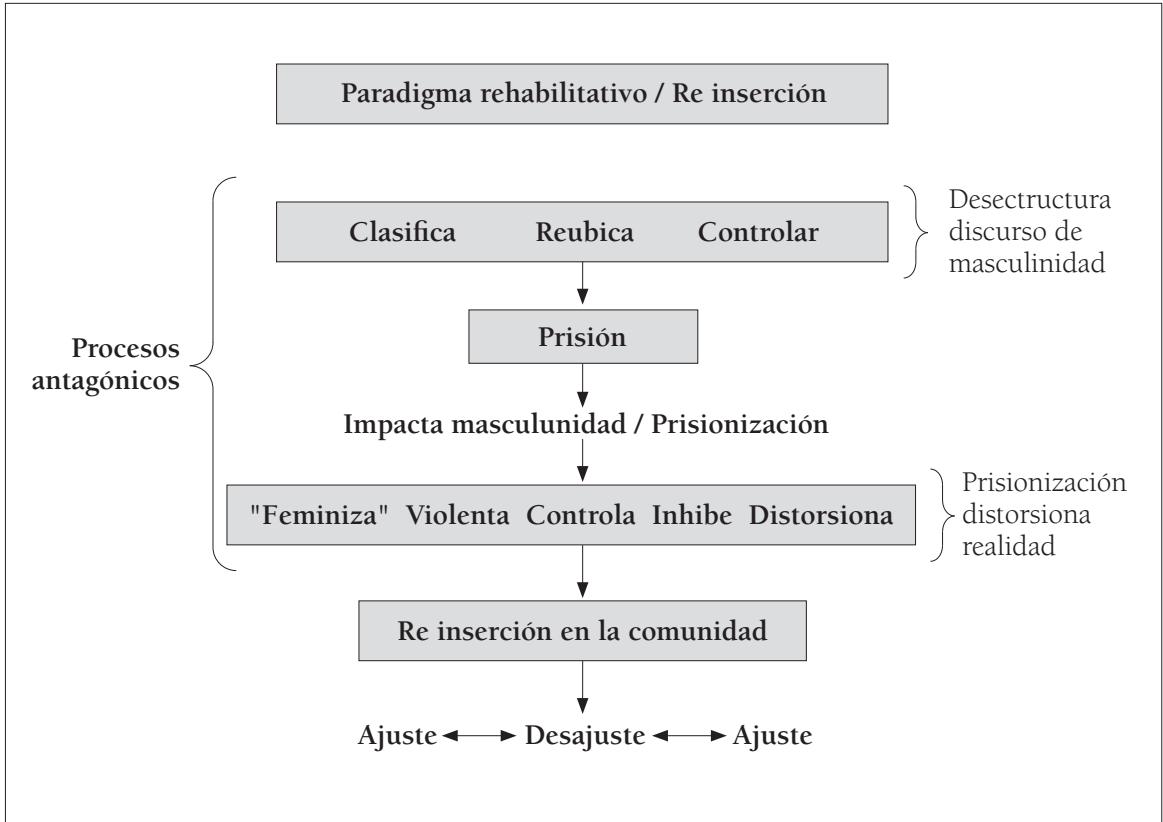 Paradigma rehabilitativo / Re inserción
Clasifica Reubica Controlar
Desectructura
discurso de
masculinidad
Prisión
Procesos
antagónicos
Impacta masculunidad / Prisionización
"Feminiza" Violenta Controla Inhibe Distorsiona
Prisionización
distorsiona
realidad
Re inserción en la comunidad
Ajuste Desajuste Ajuste